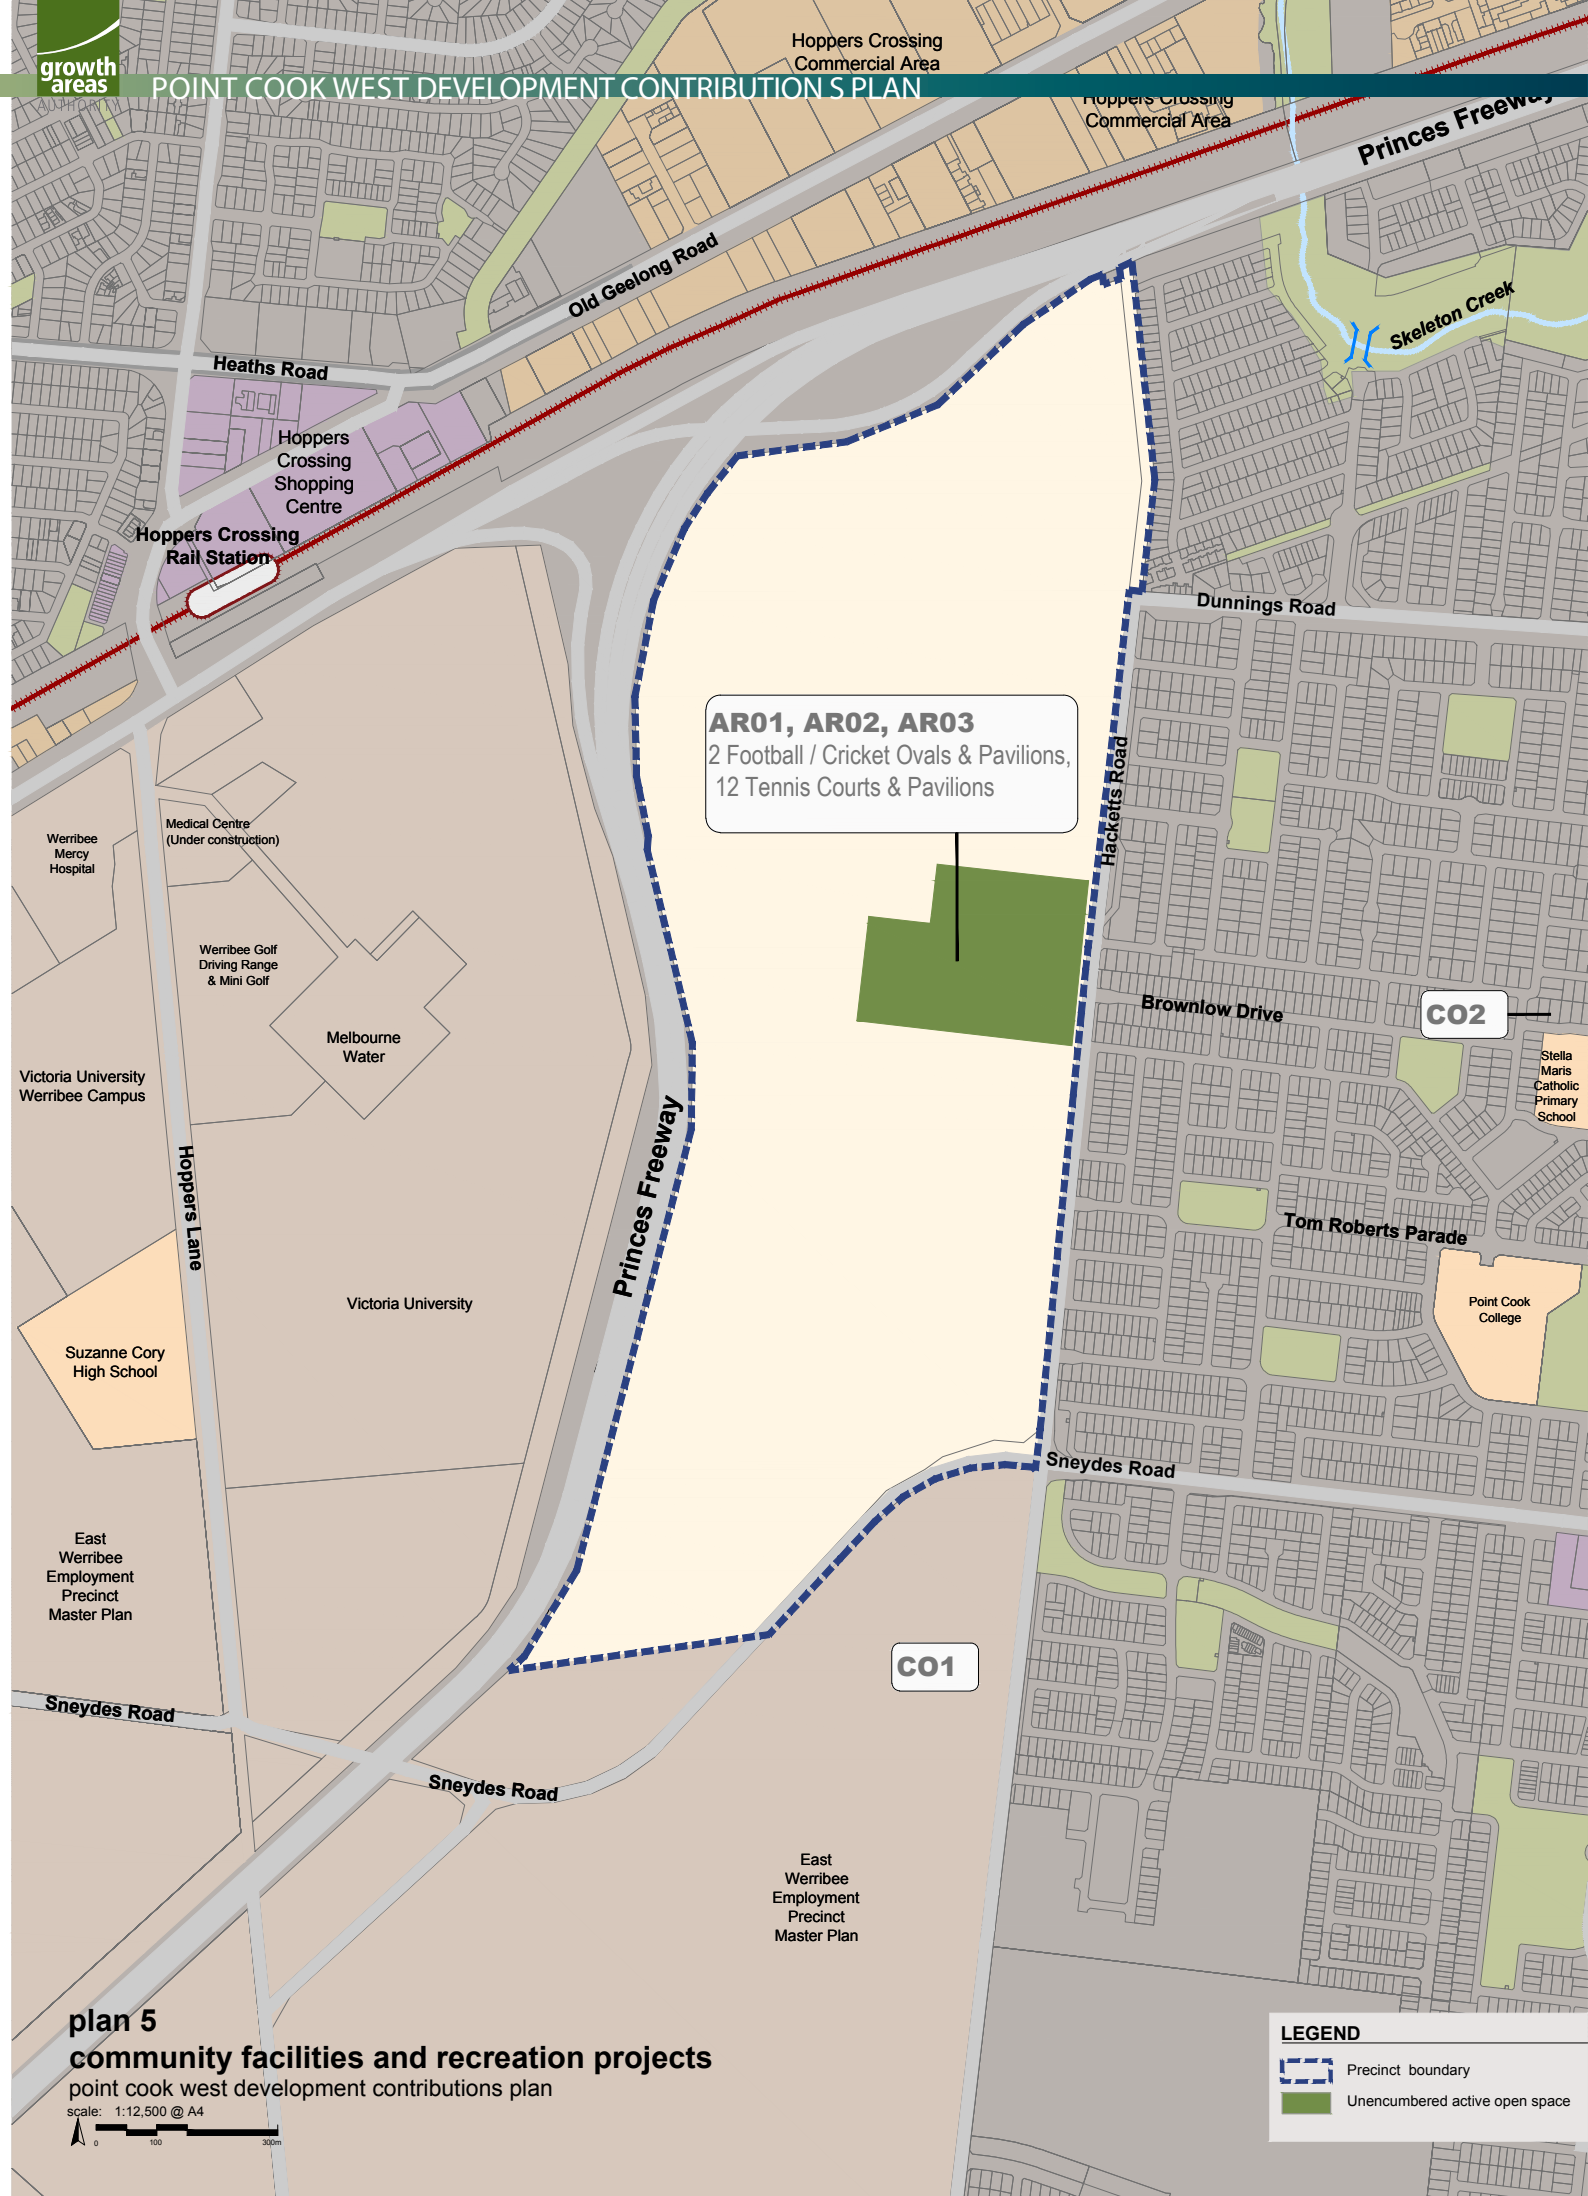 growth
areas
AUTHORITY
POINT COOK WEST DEVELOPMENT CONTRIBUTION S PLAN
Hoppers Crossing
Commercial Area
Hoppers Crossing
Commercial Area
Princes Freeway
Old Geelong Road
Skeleton Creek
Heaths Road
Hoppers
Crossing
Shopping
Centre
Hoppers Crossing
Rail Station
Dunnings Road
AR01, AR02, AR03
2 Football / Cricket Ovals & Pavilions,
12 Tennis Courts & Pavilions
Hacketts Road
Medical Centre
(Under construction)
Werribee
Mercy
Hospital
Werribee Golf
Driving Range
& Mini Golf
Melbourne
Water
Brownlow Drive
CO2
Stella
Maris
Catholic
Primary
School
Victoria University
Werribee Campus
Hoppers Lane
Princes Freeway
Tom Roberts Parade
Point Cook
College
Victoria University
Suzanne Cory
High School
Sneydes Road
East
Werribee
Employment
Precinct
Master Plan
CO1
Sneydes Road
Sneydes Road
East
Werribee
Employment
Precinct
Master Plan
plan 5
community facilities and recreation projects
point cook west development contributions plan
scale: 1:12,500 @ A4
0 100 300m
LEGEND
Precinct boundary
Unencumbered active open space